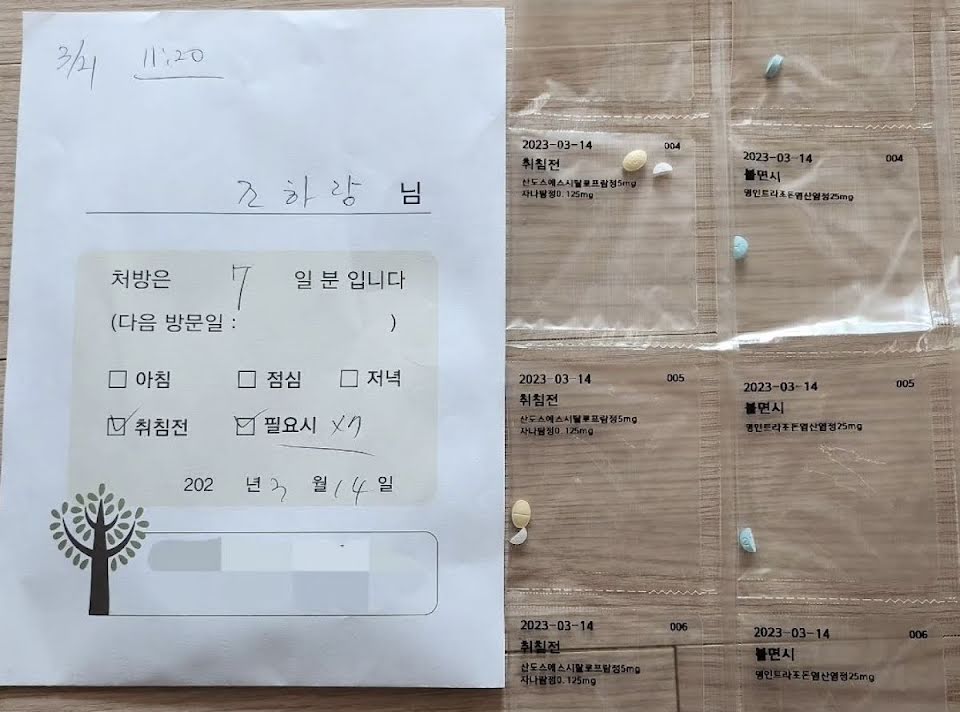 3/21 11:20
조하랑 님
처방은 7 일 분 입니다
(다음 방문일 : )
아침 점심 저녁
취침전 필요시 x7
202 년 3 월 14 일
2023-03-14 004
취침전
산도스에스시탈로프람정5mg
자나팜정0.125mg
2023-03-14 004
불면시
명인트라조돈염산염정25mg
2023-03-14 005
취침전
산도스에스시탈로프람정5mg
자나팜정0.125mg
2023-03-14 005
불면시
명인트라조돈염산염정25mg
2023-03-14 006
취침전
산도스에스시탈로프람정5mg
자나팜정0.125mg
2023-03-14 006
불면시
명인트라조돈염산염정25mg